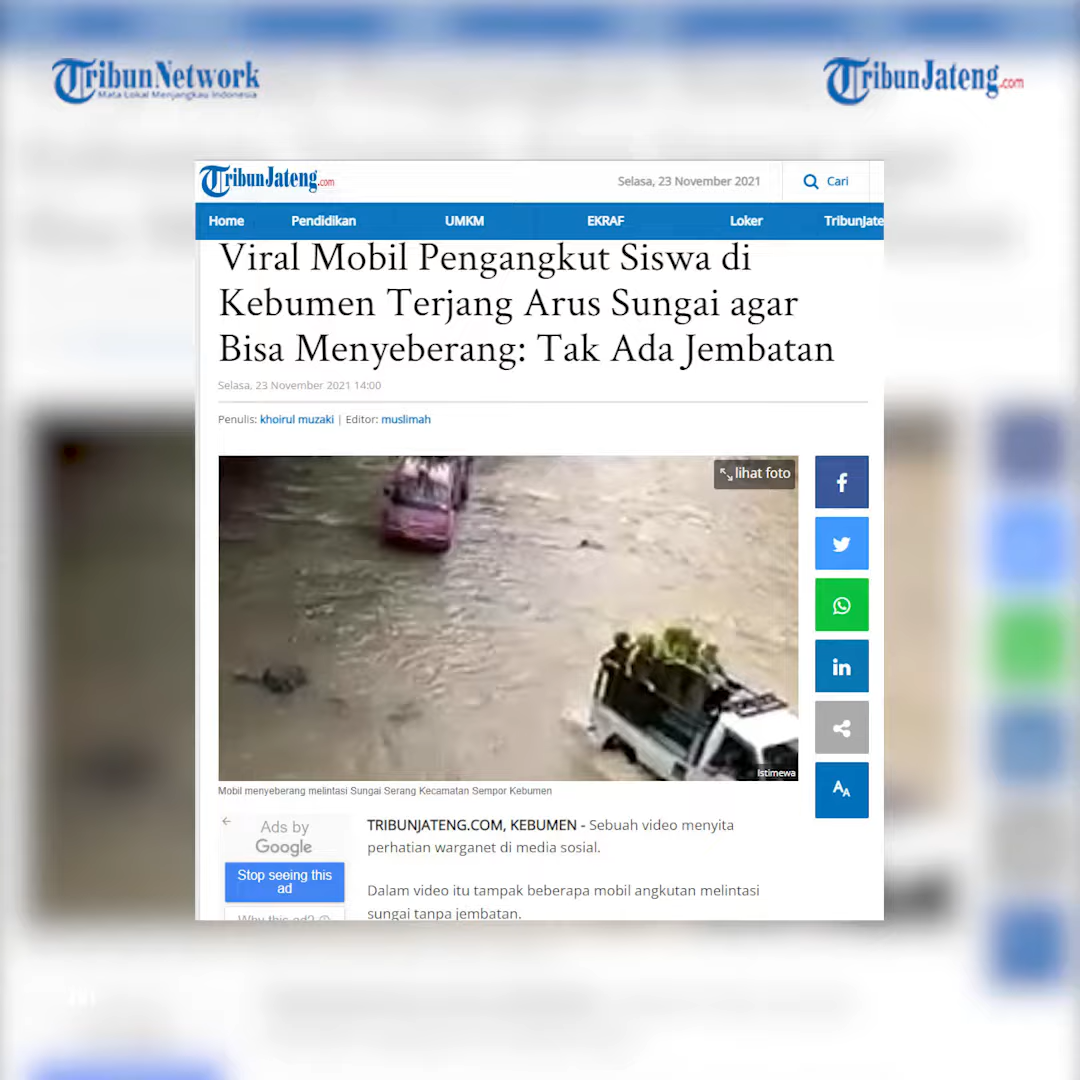 TribunNetwork
Mata Lokal Menjangkau Indonesia
TribunJateng.com
TribunJateng.com
Selasa, 23 November 2021
Cari
Home Pendidikan UMKM EKRAF Loker TribunJate
Viral Mobil Pengangkut Siswa di
Kebumen Terjang Arus Sungai agar
Bisa Menyeberang: Tak Ada Jembatan
Selasa, 23 November 2021 14:00
Penulis: khoirul muzaki | Editor: muslimah
lihat foto
Istimewa
Mobil menyeberang melintasi Sungai Serang Kecamatan Sempor Kebumen
Ads by
Google
Stop seeing this
ad
Why this ad?
TRIBUNJATENG.COM, KEBUMEN - Sebuah video menyita
perhatian warganet di media sosial.
Dalam video itu tampak beberapa mobil angkutan melintasi
sungai tanpa jembatan.